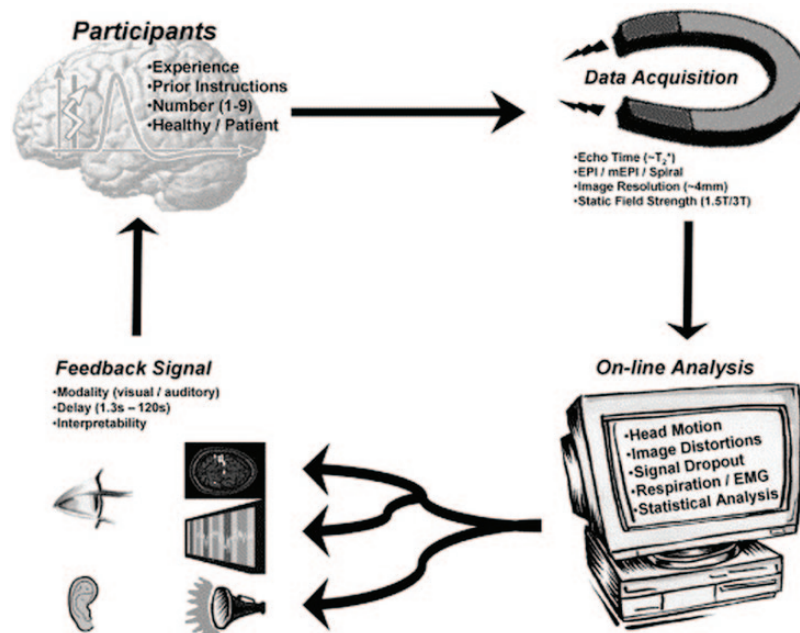 Participants
•Experience
•Prior Instructions
•Number (1-9)
•Healthy / Patient
Data Acquisition
•Echo Time (~T2*)
•EPI / mEPI / Spiral
•Image Resolution (~4mm)
•Static Field Strength (1.5T/3T)
Feedback Signal
•Modality (visual / auditory)
•Delay (1.3s – 120s)
•Interpretability
On-line Analysis
•Head Motion
•Image Distortions
•Signal Dropout
•Respiration / EMG
•Statistical Analysis